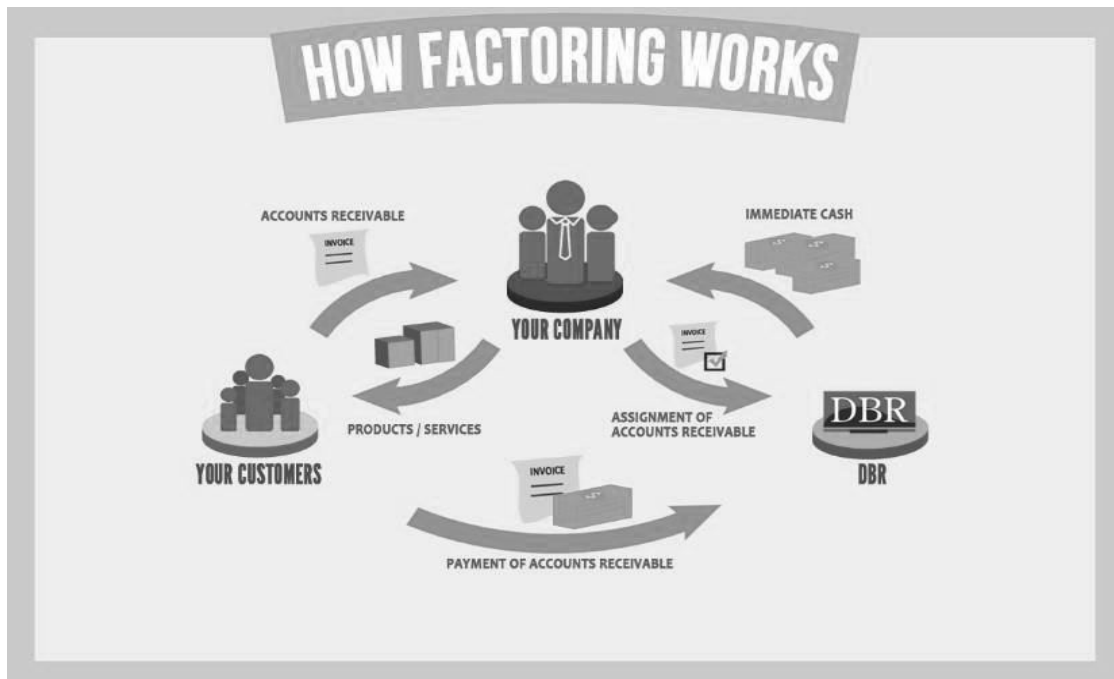 HOW FACTORING WORKS
ACCOUNTS RECEIVABLE
INVOICE
IMMEDIATE CASH
YOUR COMPANY
INVOICE
PRODUCTS / SERVICES
ASSIGNMENT OF
ACCOUNTS RECEIVABLE
DBR
YOUR CUSTOMERS
DBR
INVOICE
PAYMENT OF ACCOUNTS RECEIVABLE